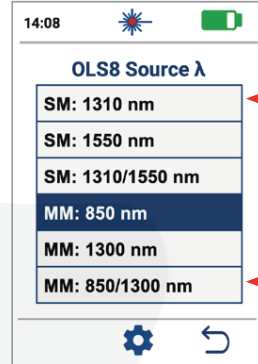 14:08
OLS8 Source λ
SM: 1310 nm
SM: 1550 nm
SM: 1310/1550 nm
MM: 850 nm
MM: 1300 nm
MM: 850/1300 nm